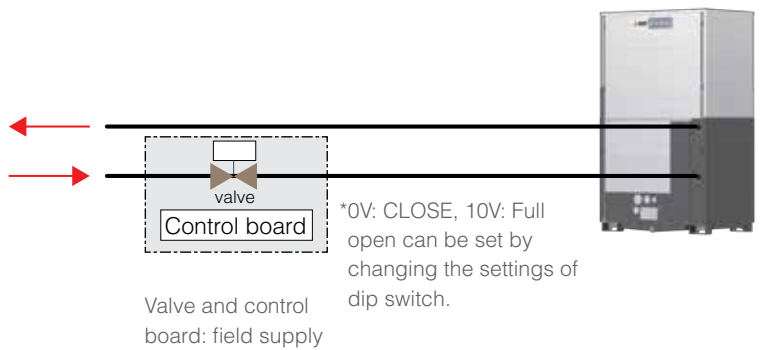 valve
Control board
*0V: CLOSE, 10V: Full
open can be set by
changing the settings of
dip switch.
Valve and control
board: field supply